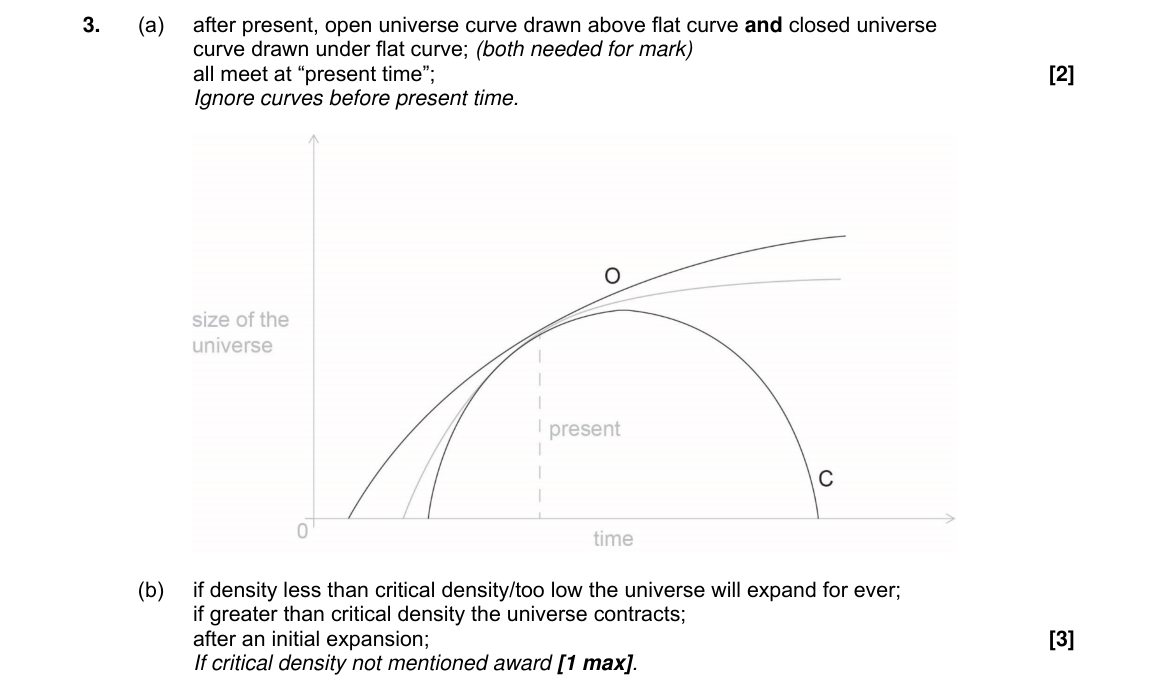 3. (a) after present, open universe curve drawn above flat curve and closed universe
curve drawn under flat curve; (both needed for mark)
all meet at “present time”; [2]
Ignore curves before present time.
O
size of the
universe
present
C
0
time
(b) if density less than critical density/too low the universe will expand for ever;
if greater than critical density the universe contracts;
after an initial expansion; [3]
If critical density not mentioned award [1 max].